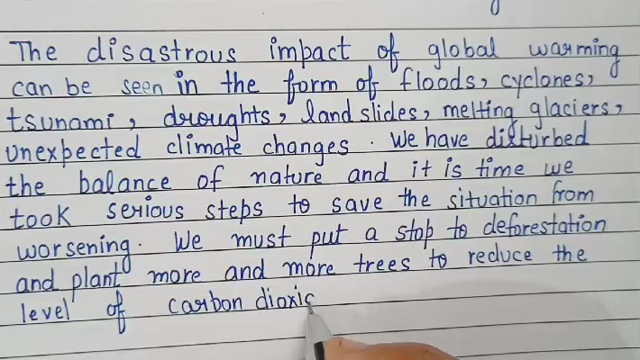 The disastrous impact of global warming
can be seen in the form of floods, cyclones,
tsunami, droughts, land slides, melting glaciers,
unexpected climate changes. We have disturbed
the balance of nature and it is time we
took serious steps to save the situation from
worsening. We must put a stop to deforestation
and plant more and more trees to reduce the
level of carbon dioxi